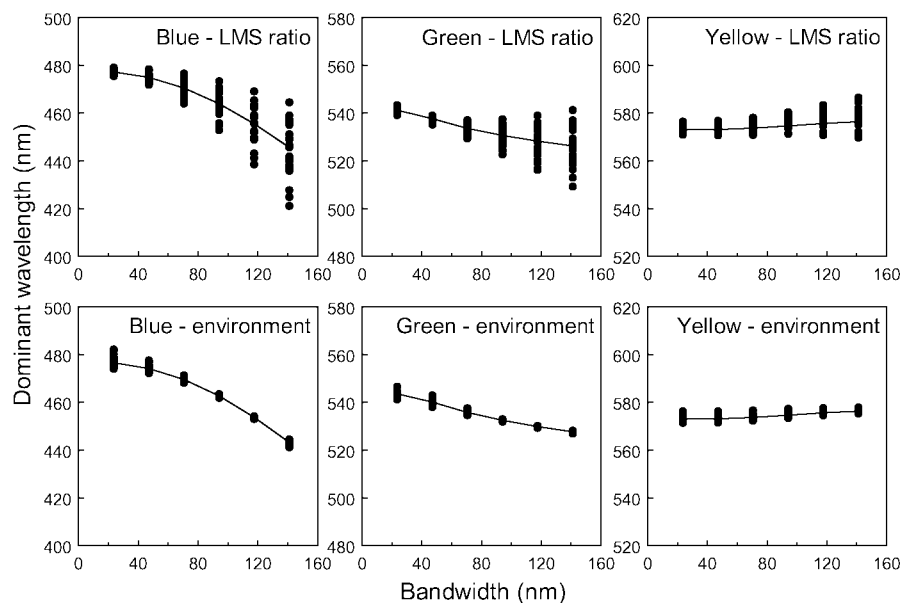 Dominant wavelength (nm)
Blue - LMS ratio
500
480
460
440
420
400
0 40 80 120 160
Green - LMS ratio
580
560
540
520
500
480
0 40 80 120 160
Yellow - LMS ratio
620
600
580
560
540
520
0 40 80 120 160
Blue - environment
500
480
460
440
420
400
0 40 80 120 160
Green - environment
580
560
540
520
500
480
0 40 80 120 160
Yellow - environment
620
600
580
560
540
520
0 40 80 120 160
Bandwidth (nm)